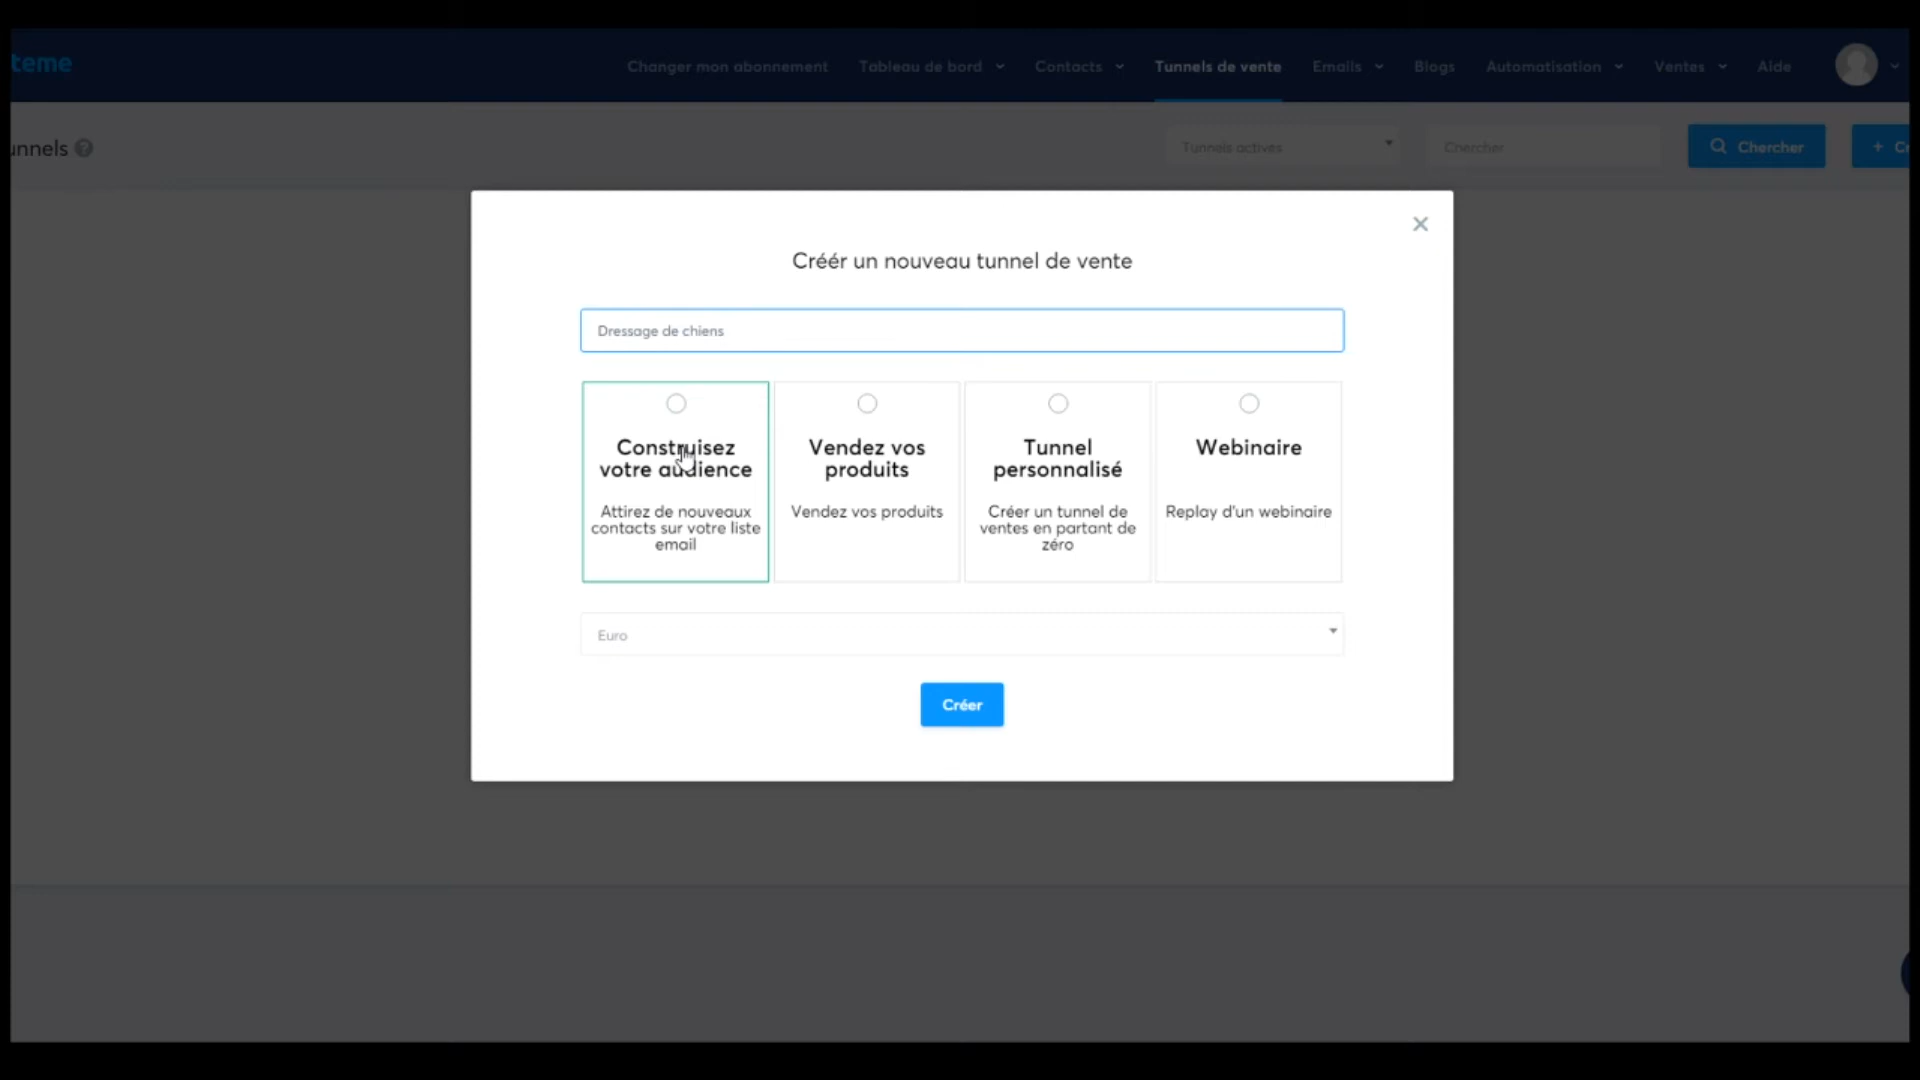 teme
Changer mon abonnement
Tableau de bord
Contacts
Tunnels de vente
Emails
Blogs
Automatisation
Ventes
Aide
unnels
Tunnels actives
Chercher
Chercher
+ Cr
Créér un nouveau tunnel de vente
Dressage de chiens
Construisez
votre audience
Attirez de nouveaux
contacts sur votre liste
email
Vendez vos
produits
Vendez vos produits
Tunnel
personnalisé
Créer un tunnel de
ventes en partant de
zéro
Webinaire
Replay d'un webinaire
Euro
Créer